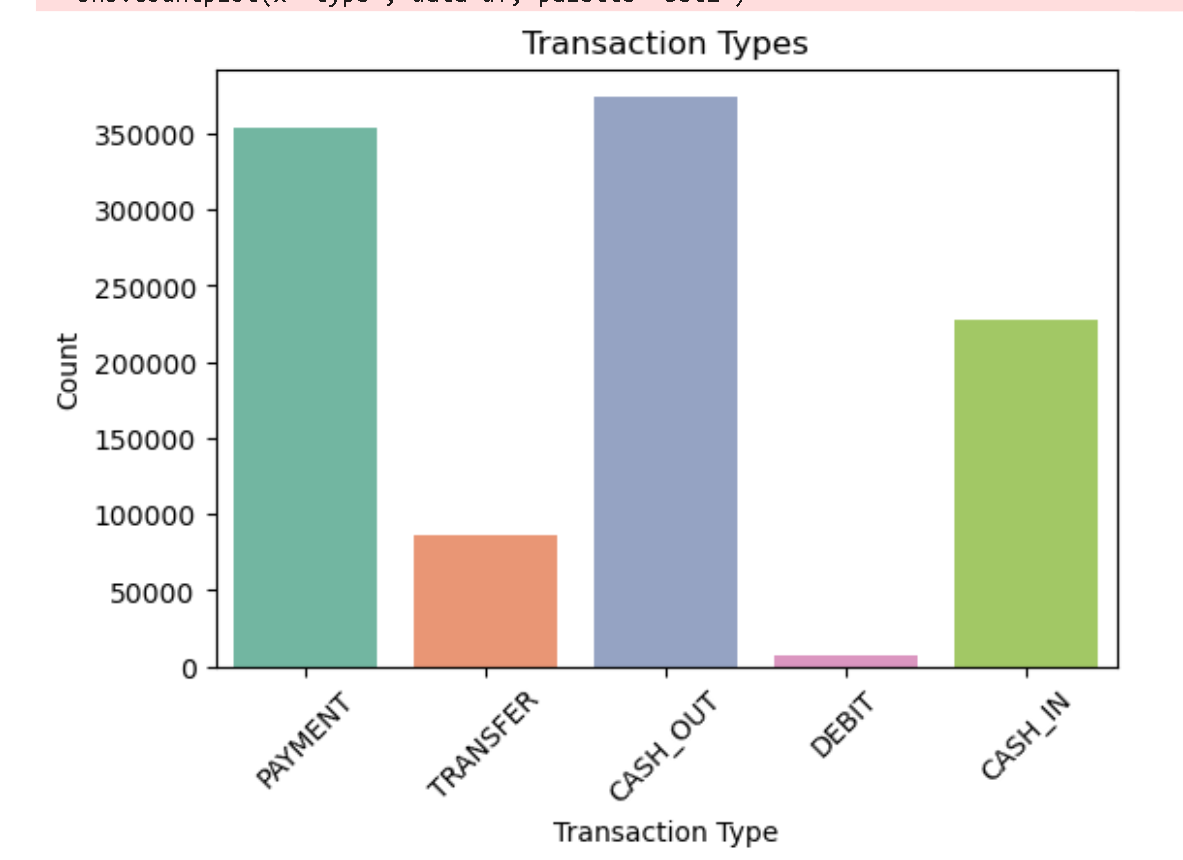 Transaction Types
350000
300000
250000
200000
150000
100000
50000
0
Count
PAYMENT
TRANSFER
CASH_OUT
DEBIT
CASH_IN
Transaction Type